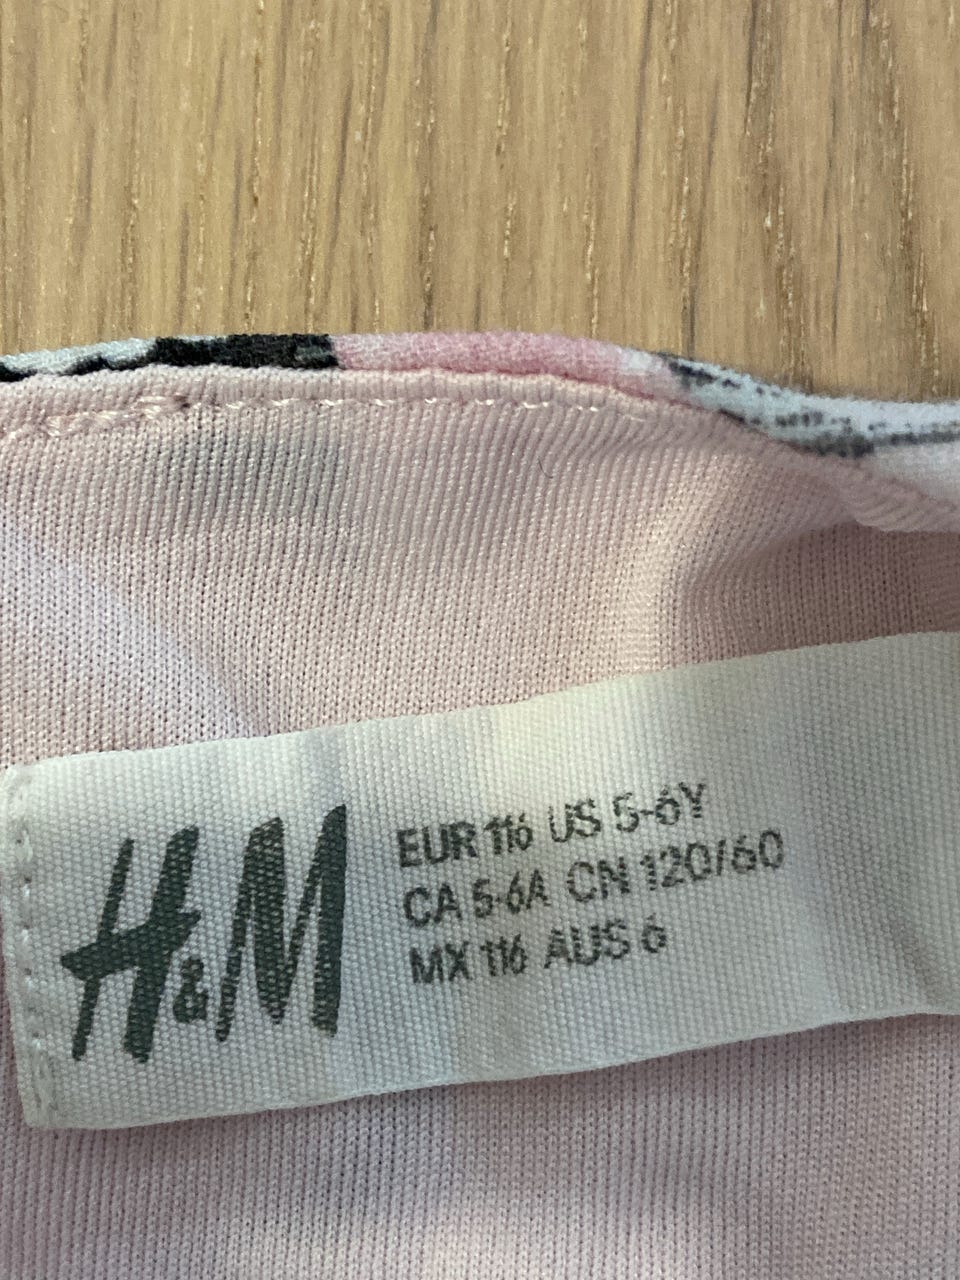 H&M
EUR 116 US 5-6Y
CA 5-6A CN 120/60
MX 116 AUS 6